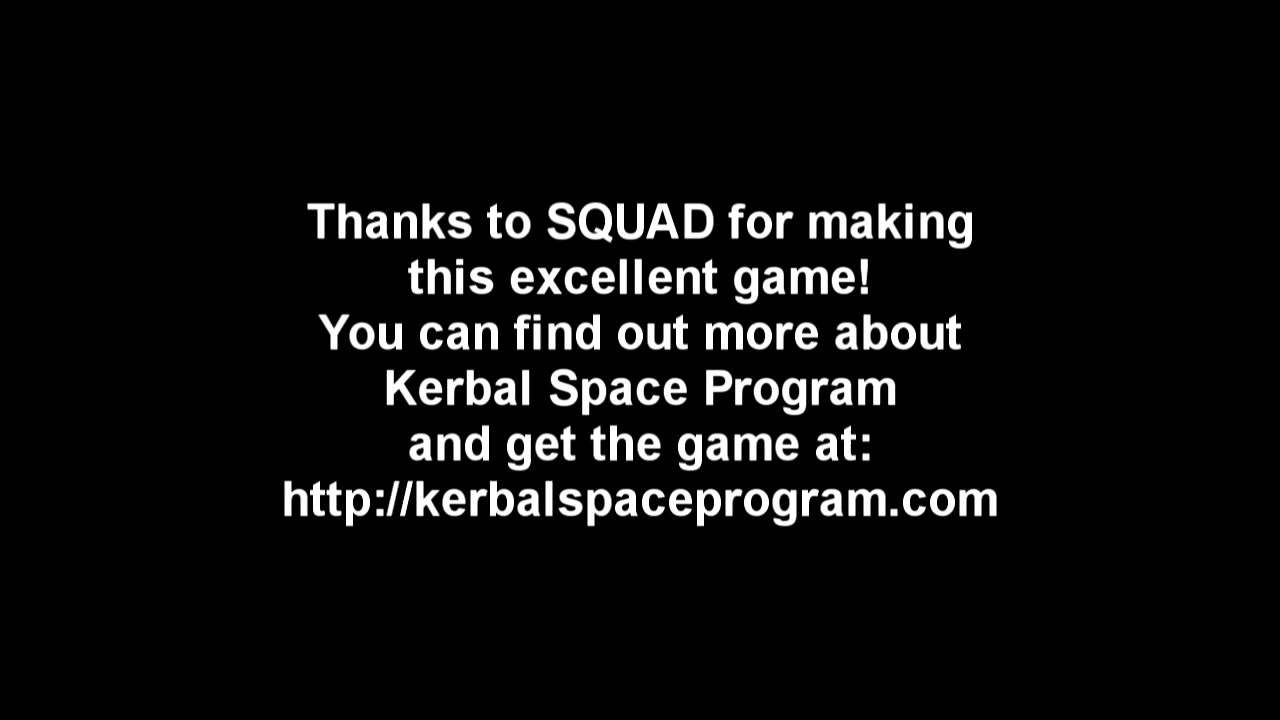 Thanks to SQUAD for making
this excellent game!
You can find out more about
Kerbal Space Program
and get the game at:
http://kerbalspaceprogram.com